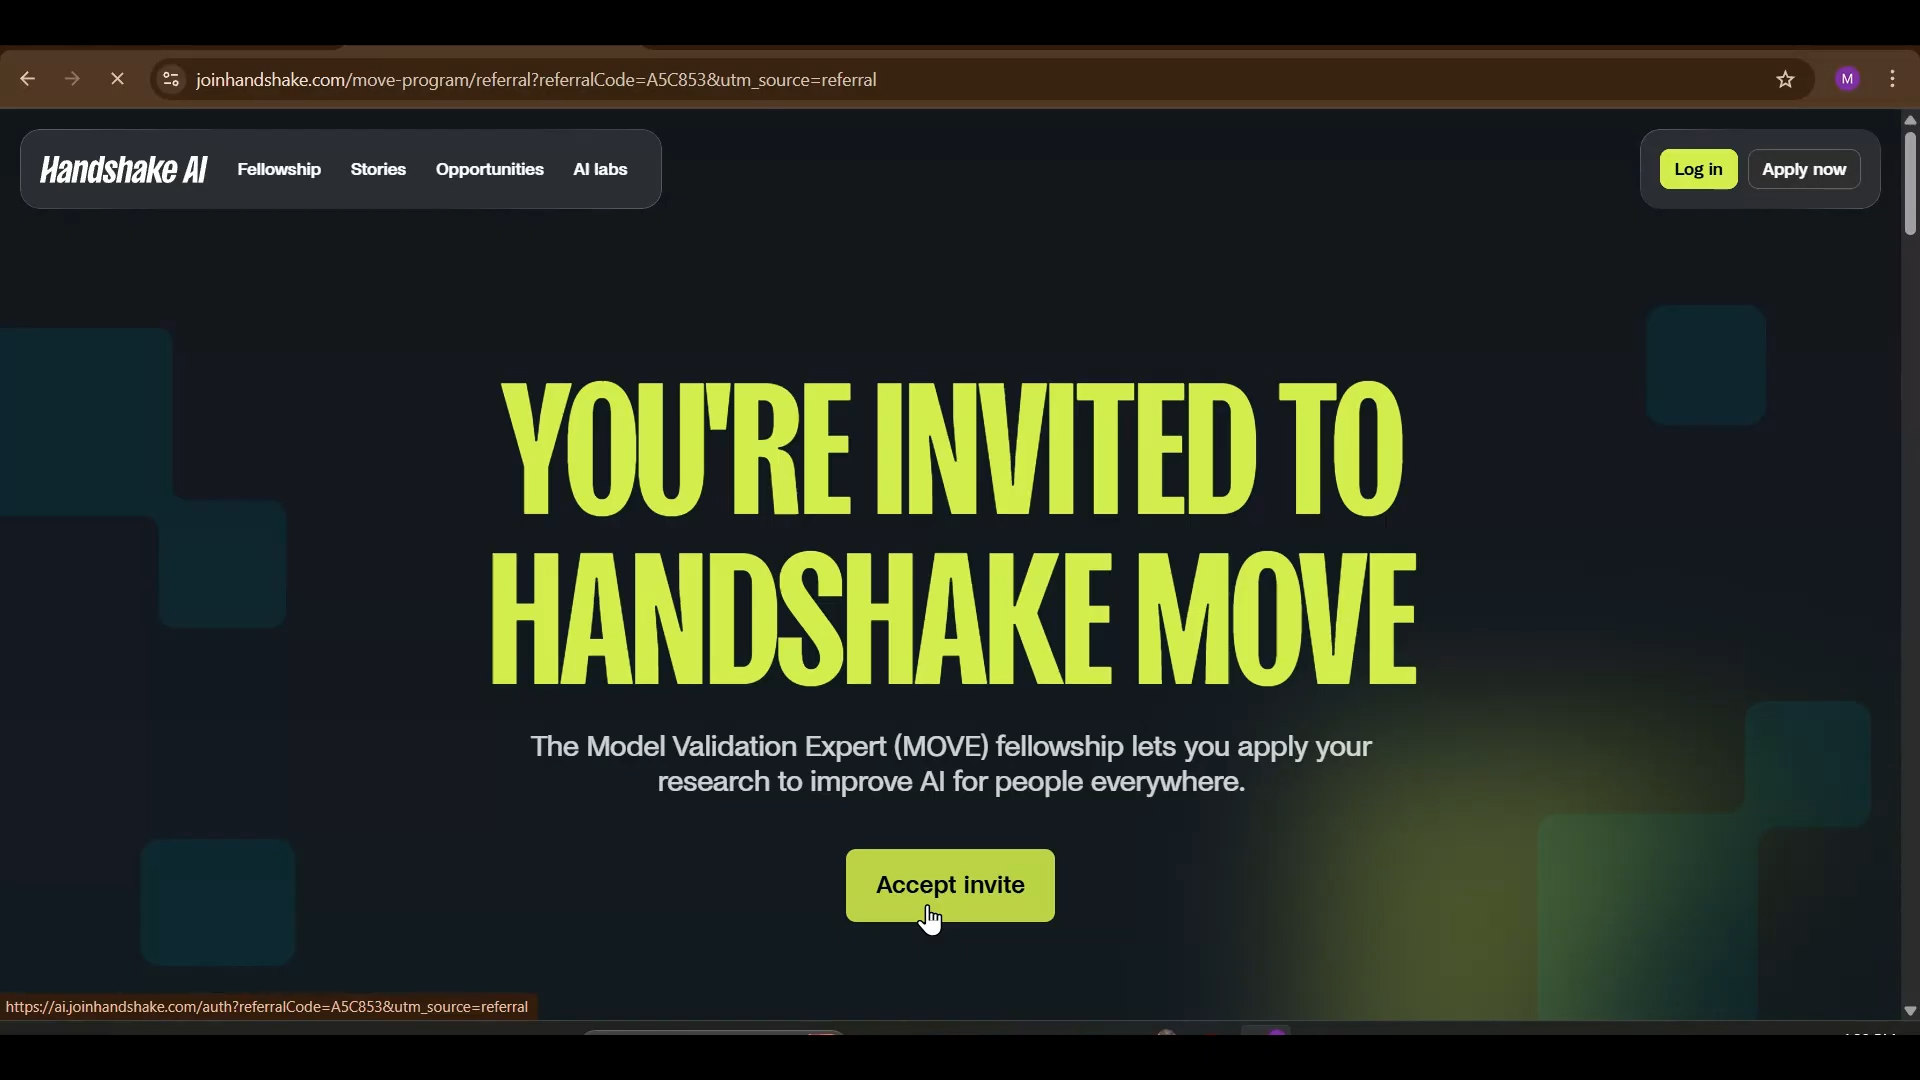 joinhandshake.com/move-program/referral?referralCode=A5C853&utm_source=referral
M
Handshake AI
Fellowship
Stories
Opportunities
AI labs
Log in
Apply now
YOU'RE INVITED TO
HANDSHAKE MOVE
The Model Validation Expert (MOVE) fellowship lets you apply your
research to improve AI for people everywhere.
Accept invite
https://ai.joinhandshake.com/auth?referralCode=A5C853&utm_source=referral